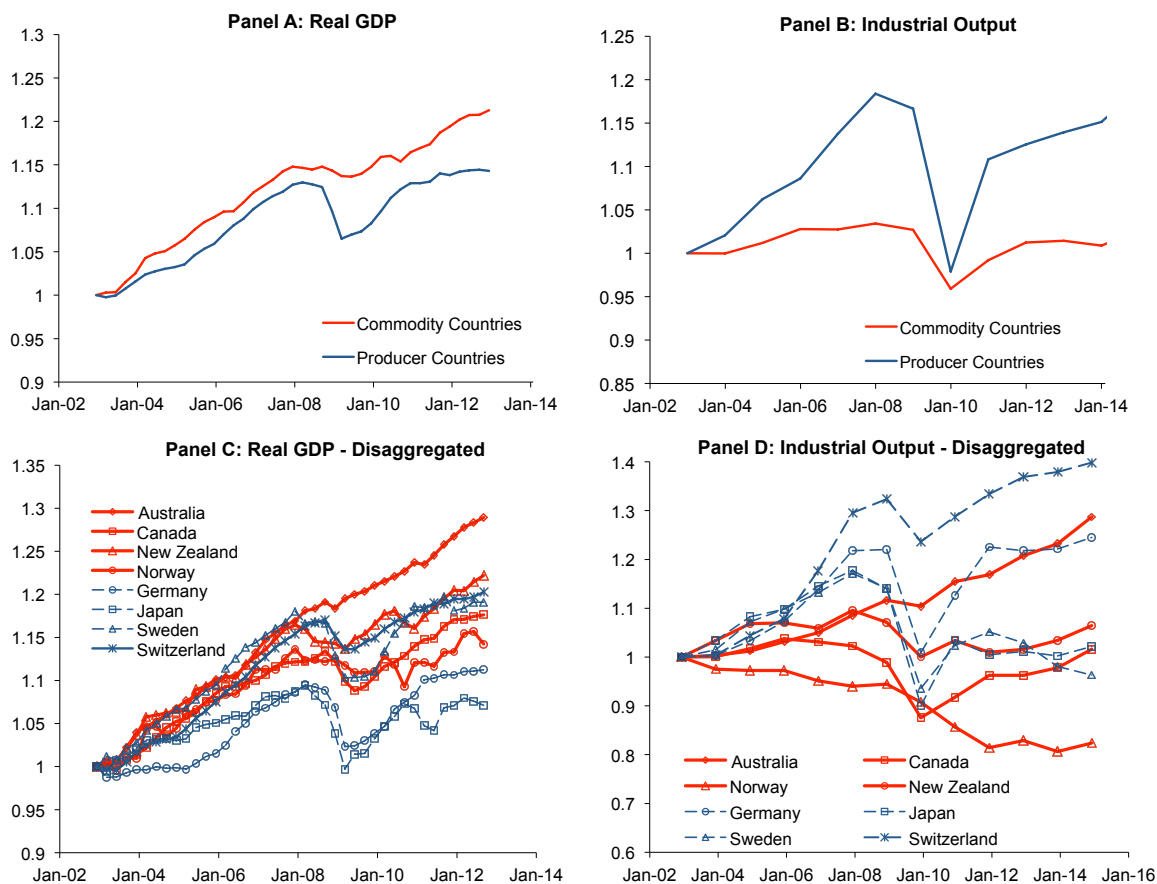 Panel A: Real GDP
1.3
1.25
1.2
1.15
1.1
1.05
1
0.95
0.9
Commodity Countries
Producer Countries
Jan-02 Jan-04 Jan-06 Jan-08 Jan-10 Jan-12 Jan-14
Panel B: Industrial Output
1.25
1.2
1.15
1.1
1.05
1
0.95
0.9
0.85
Commodity Countries
Producer Countries
Jan-02 Jan-04 Jan-06 Jan-08 Jan-10 Jan-12 Jan-14
Panel C: Real GDP - Disaggregated
1.35
1.3
1.25
1.2
1.15
1.1
1.05
1
0.95
0.9
Australia
Canada
New Zealand
Norway
Germany
Japan
Sweden
Switzerland
Jan-02 Jan-04 Jan-06 Jan-08 Jan-10 Jan-12 Jan-14
Panel D: Industrial Output - Disaggregated
1.4
1.3
1.2
1.1
1.0
0.9
0.8
0.7
0.6
Australia Canada
Norway New Zealand
Germany Japan
Sweden Switzerland
Jan-02 Jan-04 Jan-06 Jan-08 Jan-10 Jan-12 Jan-14 Jan-16